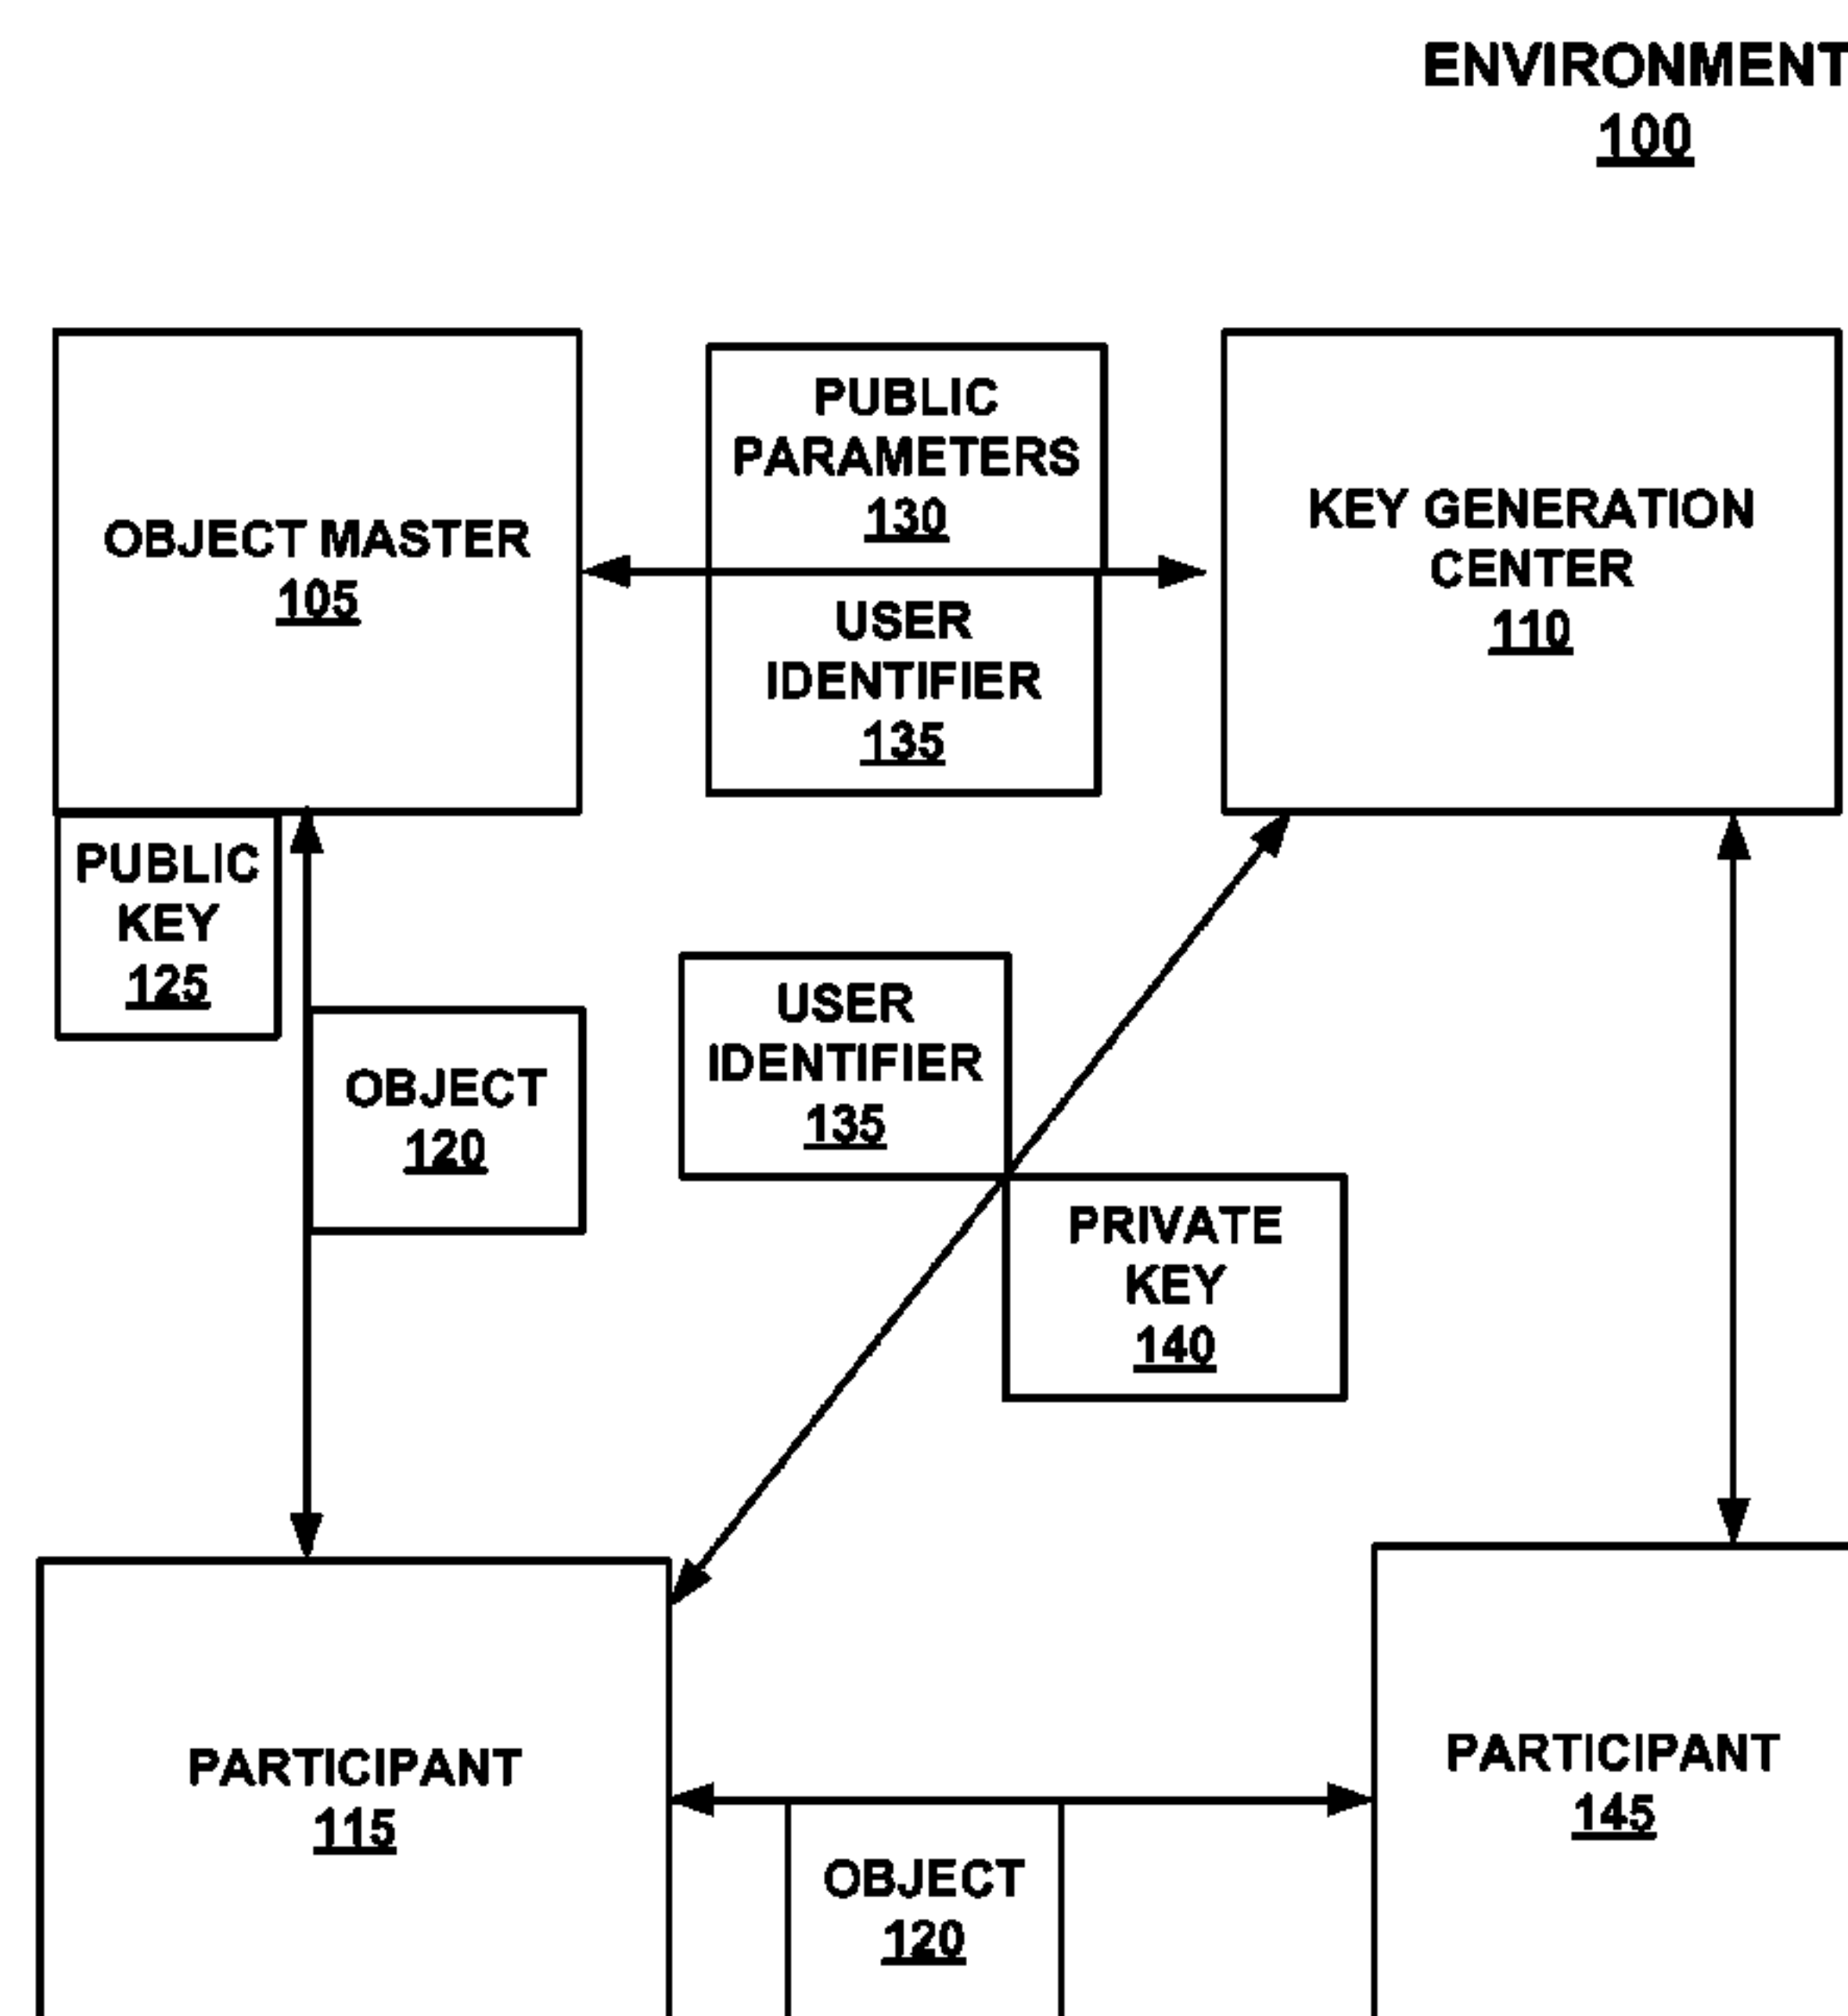 ENVIRONMENT
100
OBJECT MASTER
105
PUBLIC
PARAMETERS
130
USER
IDENTIFIER
135
KEY GENERATION
CENTER
110
PUBLIC
KEY
125
OBJECT
120
USER
IDENTIFIER
135
PRIVATE
KEY
140
PARTICIPANT
115
OBJECT
120
PARTICIPANT
145